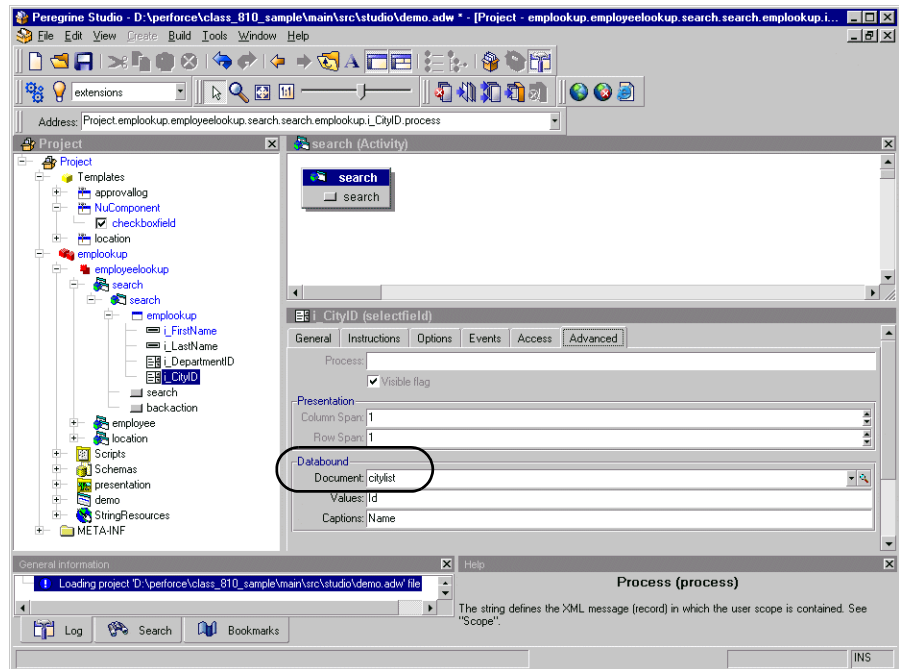 Peregrine Studio - D:\perforce\class_810_sample\main\src\studio\demo.adw * - [Project - emplookup.employeelookup.search.search.emplookup.i...
File Edit View Create Build Tools Window Help
extensions
1:1
Address: Project.emplookup.employeelookup.search.search.emplookup.i_CityID.process
Project
Project
Templates
approvallog
NuComponent
checkboxfield
location
emplookup
employeelookup
search
search
emplookup
i_FirstName
i_LastName
i_DepartmentID
i_CityID
search
backaction
employee
location
Scripts
Schemas
presentation
demo
StringResources
META-INF
search (Activity)
search
search
i_CityID (selectfield)
General Instructions Options Events Access Advanced
Process:
Visible flag
Presentation
Column Span: 1
Row Span: 1
Databound
Document: citylist
Values: Id
Captions: Name
General information
Loading project 'D:\perforce\class_810_sample\main\src\studio\demo.adw' file
Log Search Bookmarks
Help
Process (process)
The string defines the XML message (record) in which the user scope is contained. See
"Scope".
INS